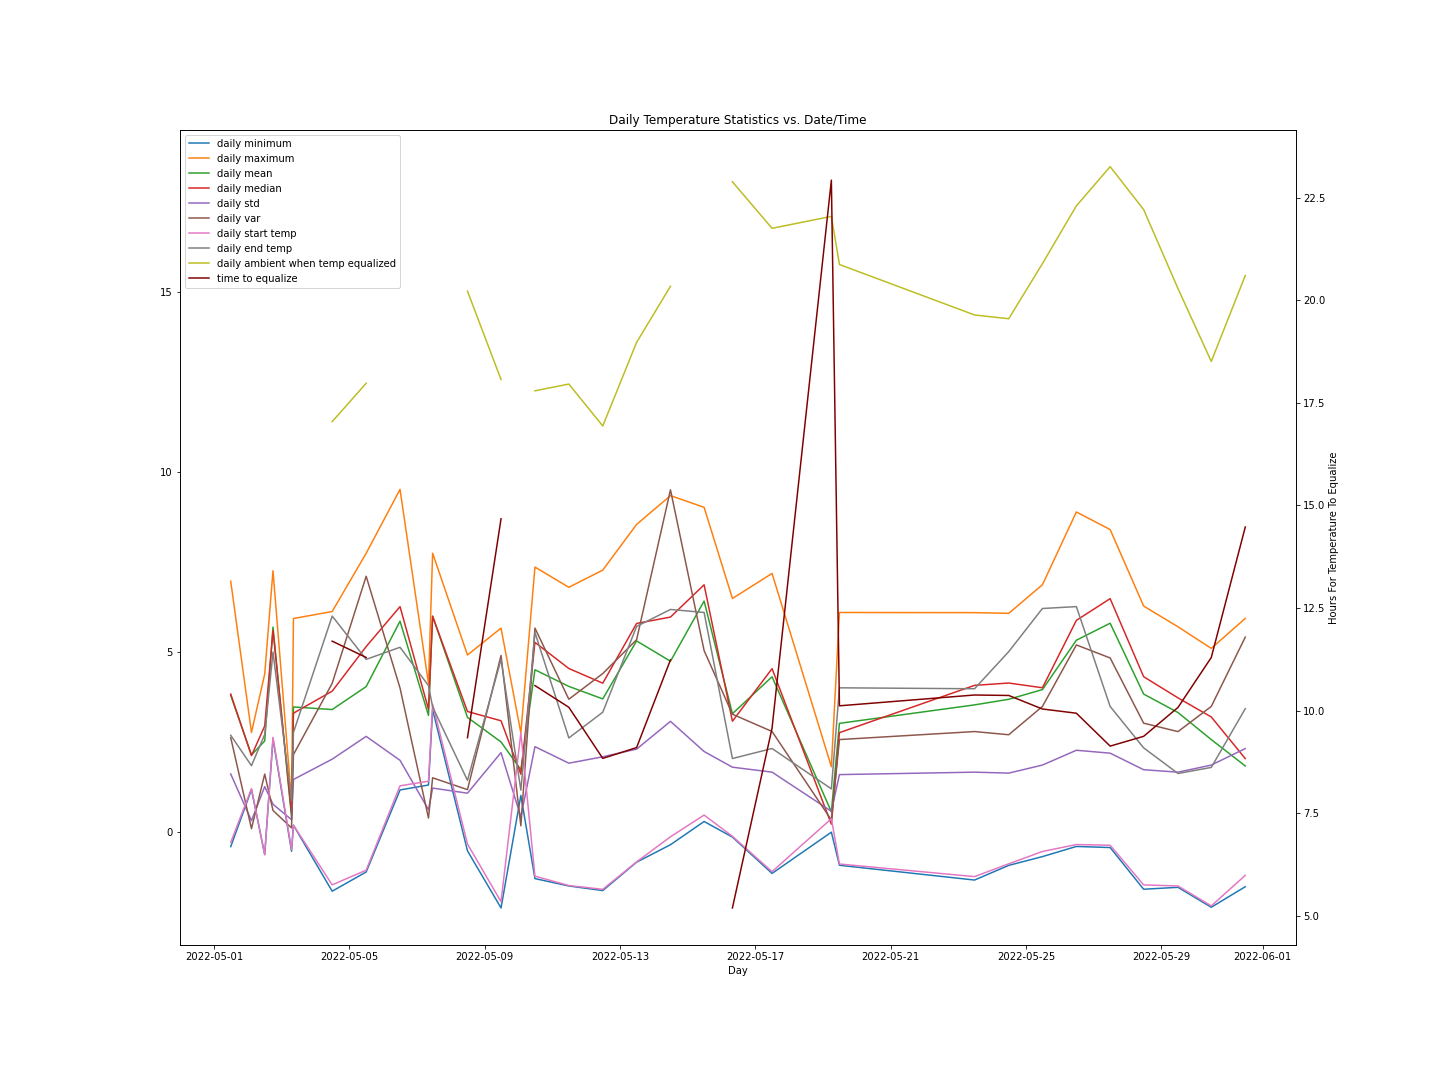 Daily Temperature Statistics vs. Date/Time
daily minimum
daily maximum
daily mean
daily median
daily std
daily var
daily start temp
daily end temp
daily ambient when temp equalized
time to equalize
15
10
5
0
22.5
20.0
17.5
15.0
12.5
10.0
7.5
5.0
Hours For Temperature To Equalize
2022-05-01 2022-05-05 2022-05-09 2022-05-13 2022-05-17 2022-05-21 2022-05-25 2022-05-29 2022-06-01
Day